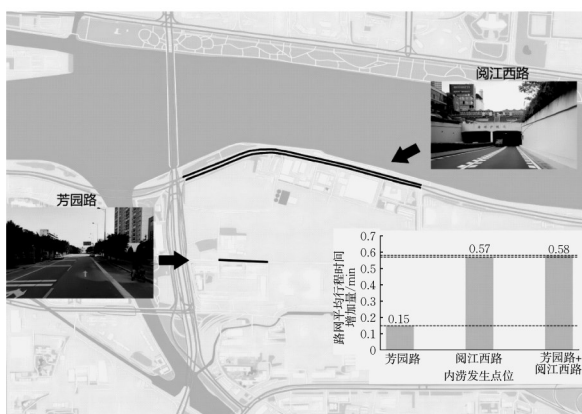 阅江西路
芳园路
路网平均行程时间
增加量/min
0.7
0.6
0.5
0.4
0.3
0.2
0.1
0
0.15
0.57
0.58
芳园路
阅江西路
芳园路+
阅江西路
内涝发生点位